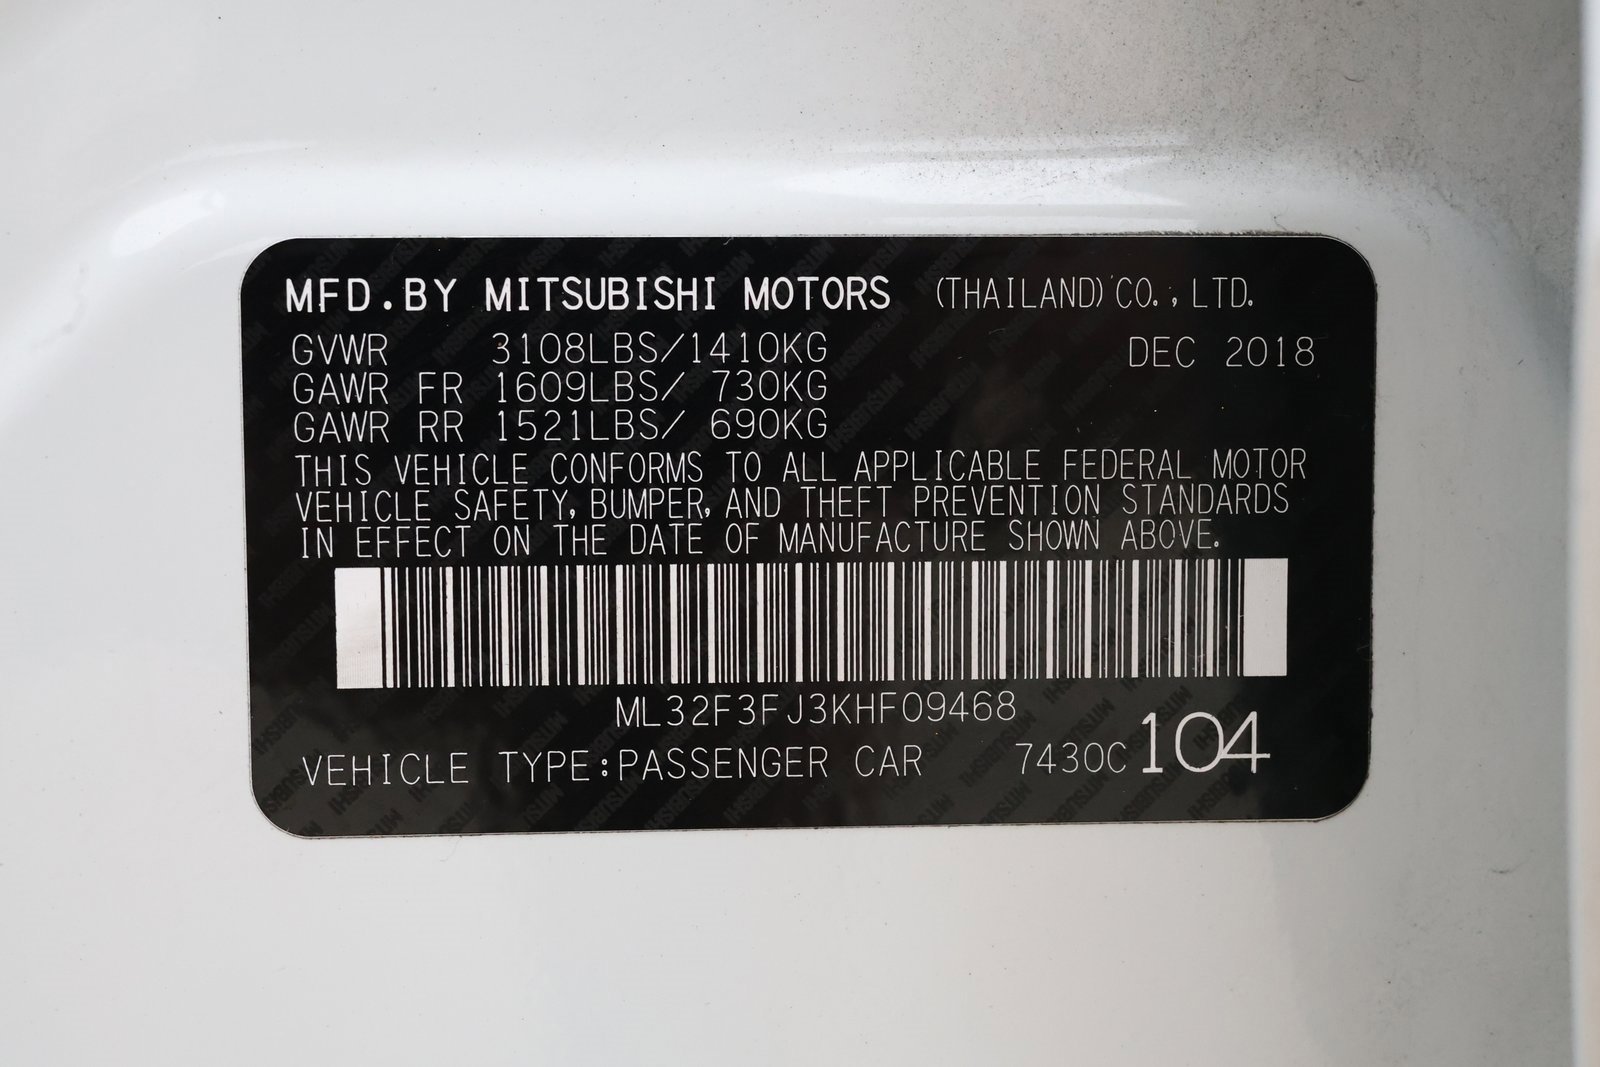 MFD.BY MITSUBISHI MOTORS (THAILAND) CO., LTD.
GVWR 3108LBS/1410KG DEC 2018
GAWR FR 1609LBS/ 730KG
GAWR RR 1521LBS/ 690KG
THIS VEHICLE CONFORMS TO ALL APPLICABLE FEDERAL MOTOR
VEHICLE SAFETY, BUMPER, AND THEFT PREVENTION STANDARDS
IN EFFECT ON THE DATE OF MANUFACTURE SHOWN ABOVE.
ML32F3FJ3KHF09468
VEHICLE TYPE:PASSENGER CAR 7430C 104